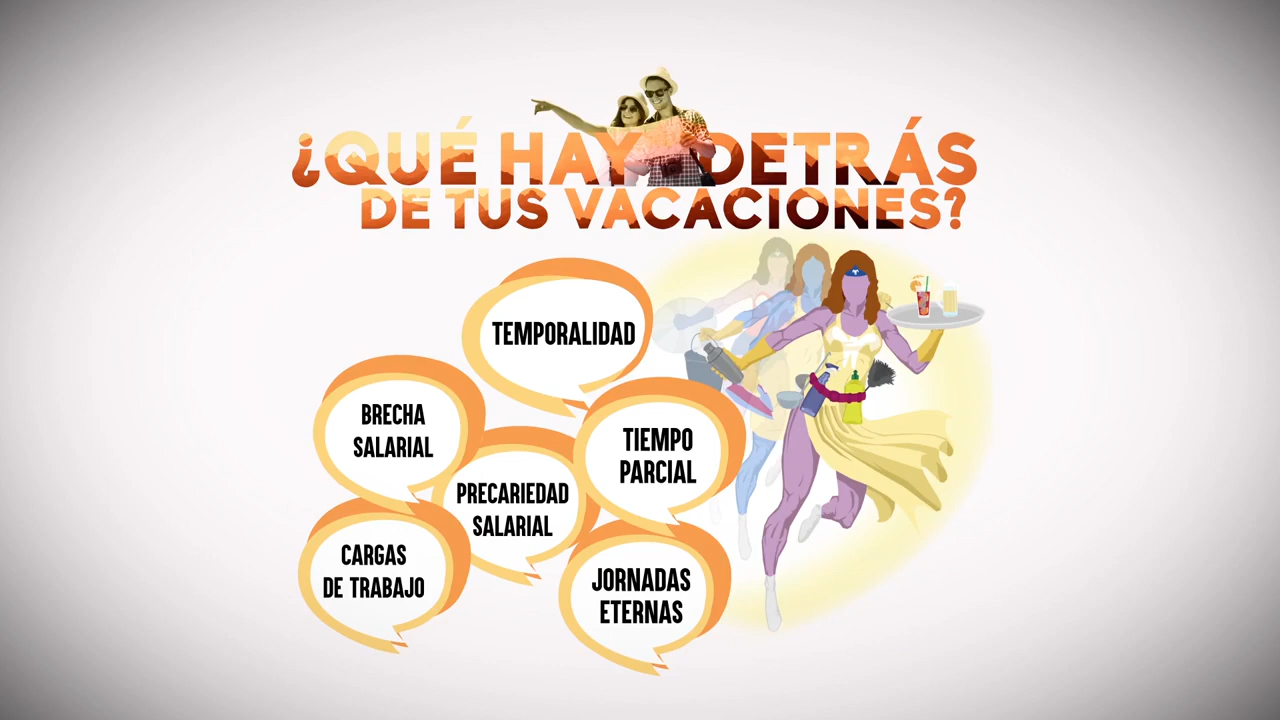 ¿QUÉ HAY DETRÁS
DE TUS VACACIONES?
TEMPORALIDAD
BRECHA
SALARIAL
TIEMPO
PARCIAL
PRECARIEDAD
SALARIAL
CARGAS
DE TRABAJO
JORNADAS
ETERNAS